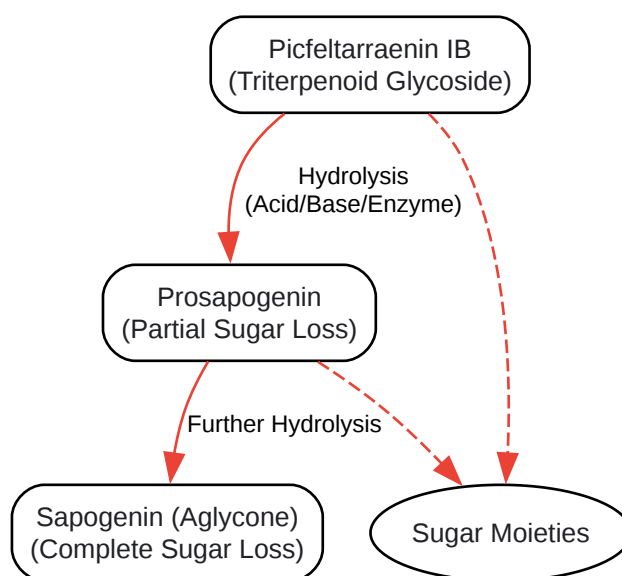 Picfeltarraenin IB
(Triterpenoid Glycoside)
Hydrolysis
(Acid/Base/Enzyme)
Prosapogenin
(Partial Sugar Loss)
Further Hydrolysis
Sapogenin (Aglycone)
(Complete Sugar Loss)
Sugar Moieties